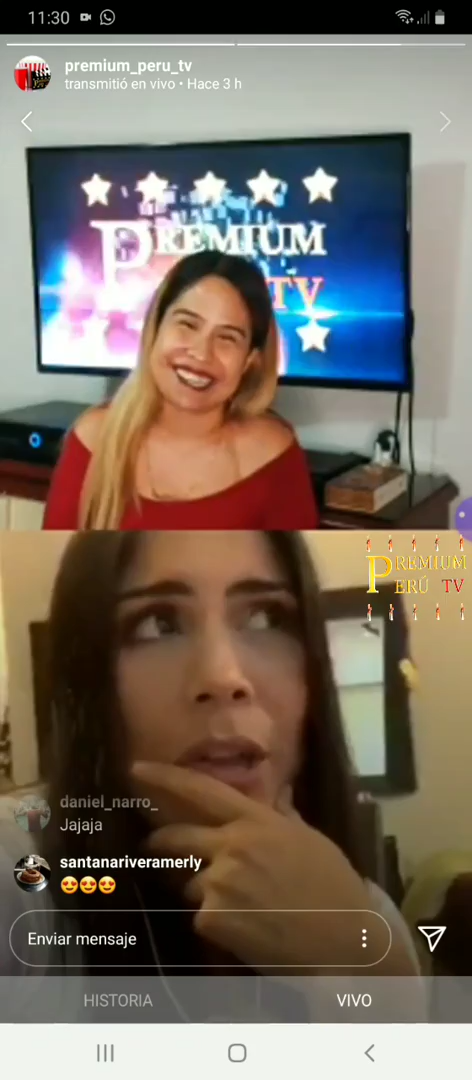 11:30
premium_peru_tv
transmitió en vivo • Hace 3 h
PREMIUM
TV
PREMIUM
PERÚ TV
daniel_narro_
Jajaja
santanariveramerly
😍😍😍
Enviar mensaje
HISTORIA
VIVO